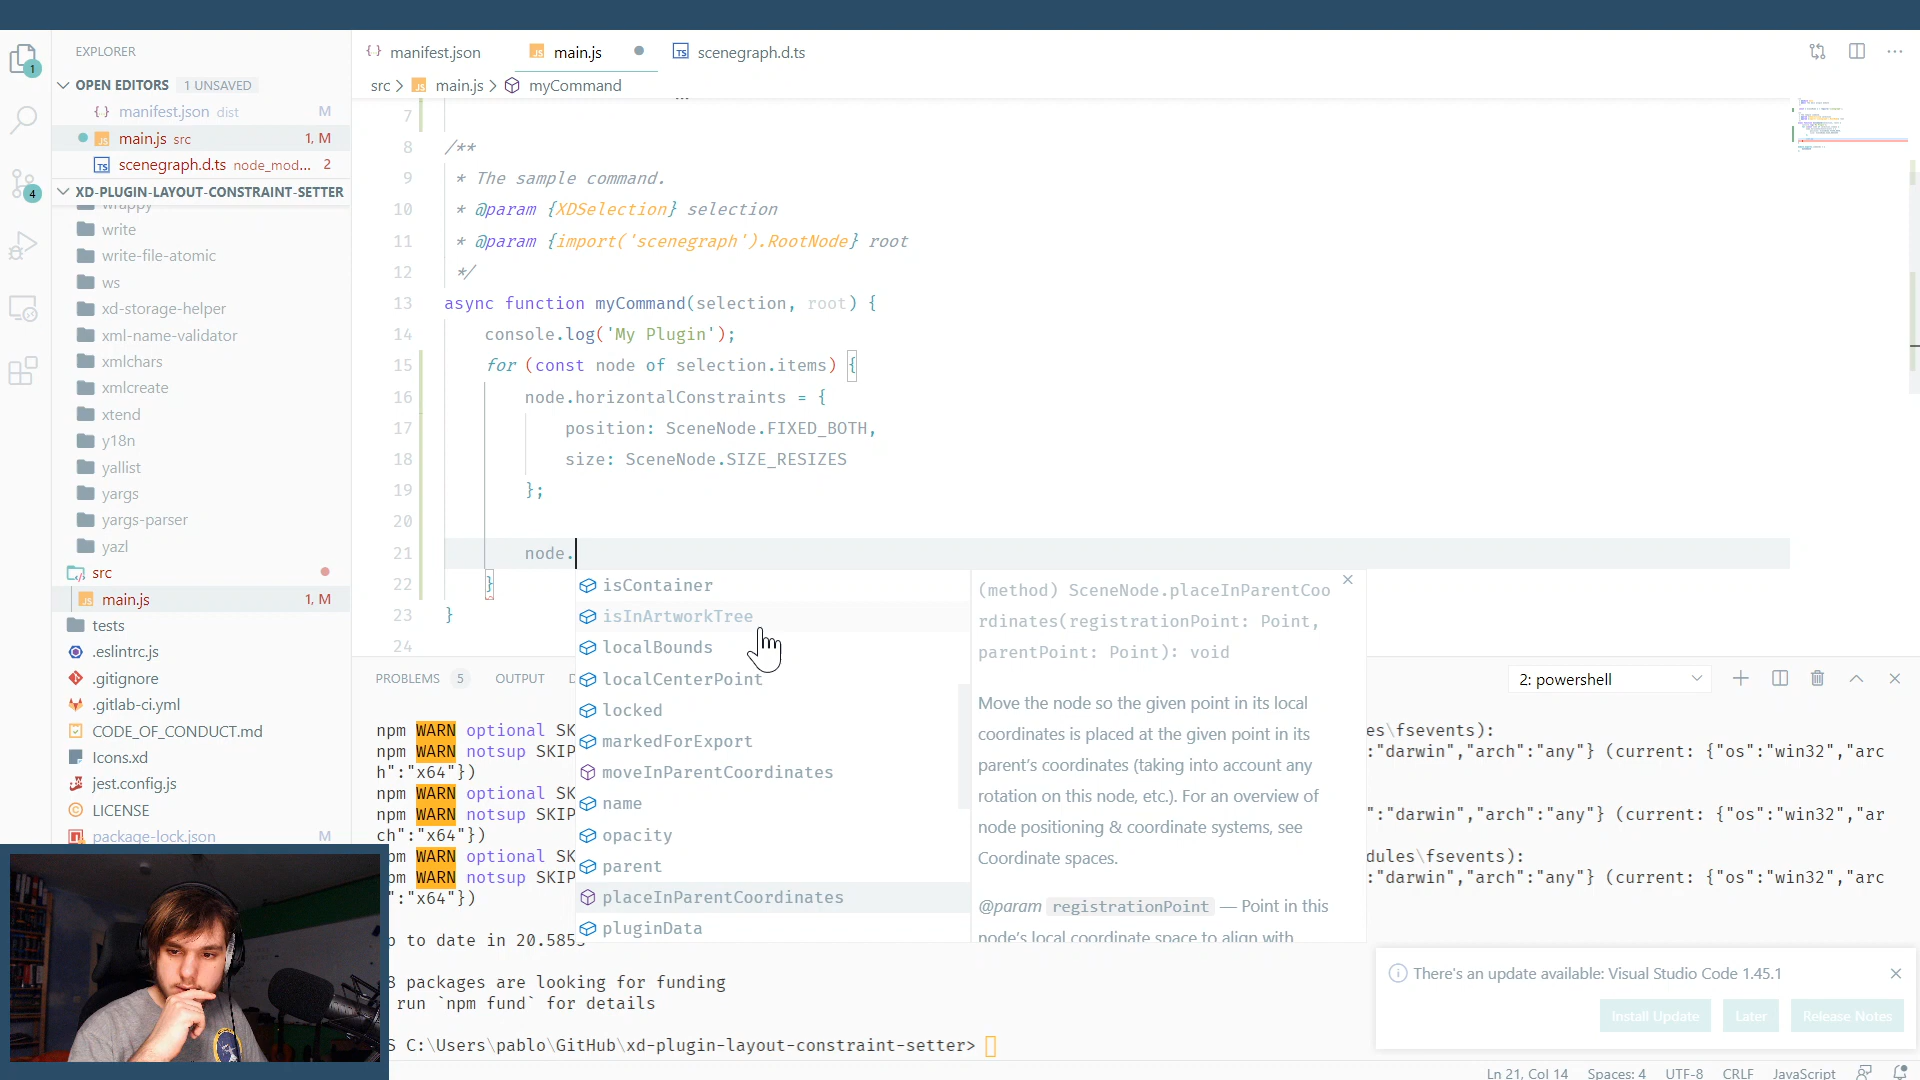 EXPLORER
OPEN EDITORS 1 UNSAVED
manifest.json dist M
main.js src 1, M
scenegraph.d.ts node_mod... 2
XD-PLUGIN-LAYOUT-CONSTRAINT-SETTER
wrappy
write
write-file-atomic
ws
xd-storage-helper
xml-name-validator
xmlchars
xmlcreate
xtend
y18n
yallist
yargs
yargs-parser
yazl
src
main.js 1, M
tests
.eslintrc.js
.gitignore
.gitlab-ci.yml
CODE_OF_CONDUCT.md
Icons.xd
jest.config.js
LICENSE
package-lock.json M
1
4
manifest.json
main.js
scenegraph.d.ts
src > main.js > myCommand
7
8 /**
9 * The sample command.
10 * @param {XDSelection} selection
11 * @param {import('scenegraph').RootNode} root
12 */
13 async function myCommand(selection, root) {
14 console.log('My Plugin');
15 for (const node of selection.items) {
16 node.horizontalConstraints = {
17 position: SceneNode.FIXED_BOTH,
18 size: SceneNode.SIZE_RESIZES
19 };
20
21 node.
22 }
23 }
24
isContainer
isInArtworkTree
localBounds
localCenterPoint
locked
markedForExport
moveInParentCoordinates
name
opacity
parent
placeInParentCoordinates
pluginData
(method) SceneNode.placeInParentCoo
rdinates(registrationPoint: Point,
parentPoint: Point): void
Move the node so the given point in its local
coordinates is placed at the given point in its
parent's coordinates (taking into account any
rotation on this node, etc.). For an overview of
node positioning & coordinate systems, see
Coordinate spaces.
@param registrationPoint — Point in this
node's local coordinate space to align with
PROBLEMS 5 OUTPUT D
2: powershell
npm WARN optional SK es\fsevents):
npm WARN notsup SKIP :"darwin","arch":"any"} (current: {"os":"win32","arc
h":"x64"})
npm WARN optional SK
npm WARN notsup SKIP ":"darwin","arch":"any"} (current: {"os":"win32","ar
ch":"x64"})
pm WARN optional SK dules\fsevents):
pm WARN notsup SKIP :"darwin","arch":"any"} (current: {"os":"win32","arc
":"x64"})
p to date in 20.585s
8 packages are looking for funding
run `npm fund` for details
S C:\Users\pablo\GitHub\xd-plugin-layout-constraint-setter>
There's an update available: Visual Studio Code 1.45.1
Install Update Later Release Notes
Ln 21, Col 14 Spaces: 4 UTF-8 CRLF JavaScript